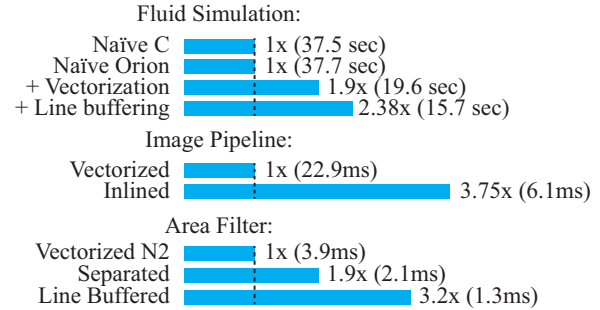 Fluid Simulation:
Naïve C 1x (37.5 sec)
Naïve Orion 1x (37.7 sec)
+ Vectorization 1.9x (19.6 sec)
+ Line buffering 2.38x (15.7 sec)
Image Pipeline:
Vectorized 1x (22.9ms)
Inlined 3.75x (6.1ms)
Area Filter:
Vectorized N2 1x (3.9ms)
Separated 1.9x (2.1ms)
Line Buffered 3.2x (1.3ms)